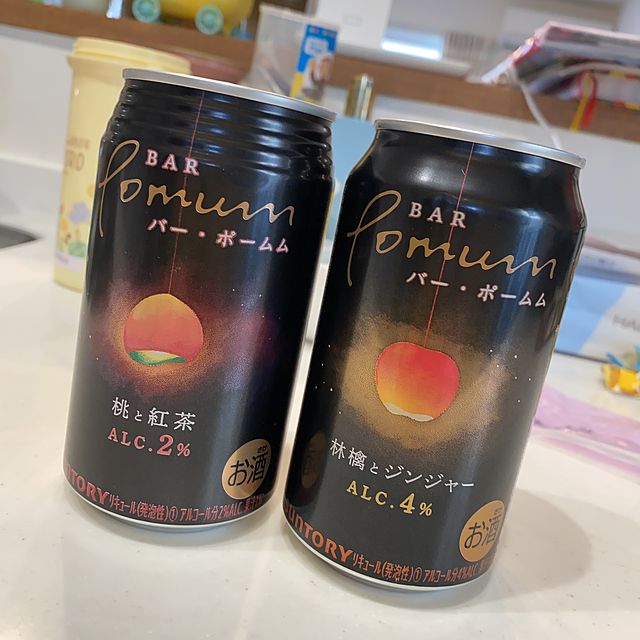 BAR
Pomum
バー・ポームム
桃と紅茶
ALC.2%
お酒
SUNTORY リキュール(発泡性)① アルコール分2%ALC.
BAR
Pomum
バー・ポームム
林檎とジンジャー
ALC.4%
お酒
SUNTORY リキュール(発泡性)① アルコール分4%ALC.